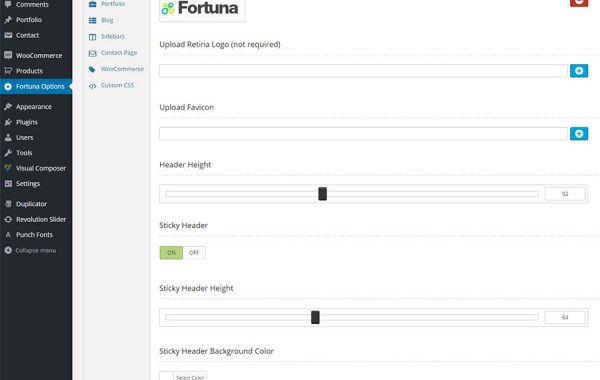 Comments
Portfolio
Contact
WooCommerce
Products
Fortuna Options
Appearance
Plugins
Users
Tools
Visual Composer
Settings
Duplicator
Revolution Slider
Punch Fonts
Collapse menu
Portfolio
Blog
Sidebars
Contact Page
WooCommerce
Custom CSS
Fortuna
Upload Retina Logo (not required)
Upload Favicon
Header Height
92
Sticky Header
ON OFF
Sticky Header Height
64
Sticky Header Background Color
Select Color